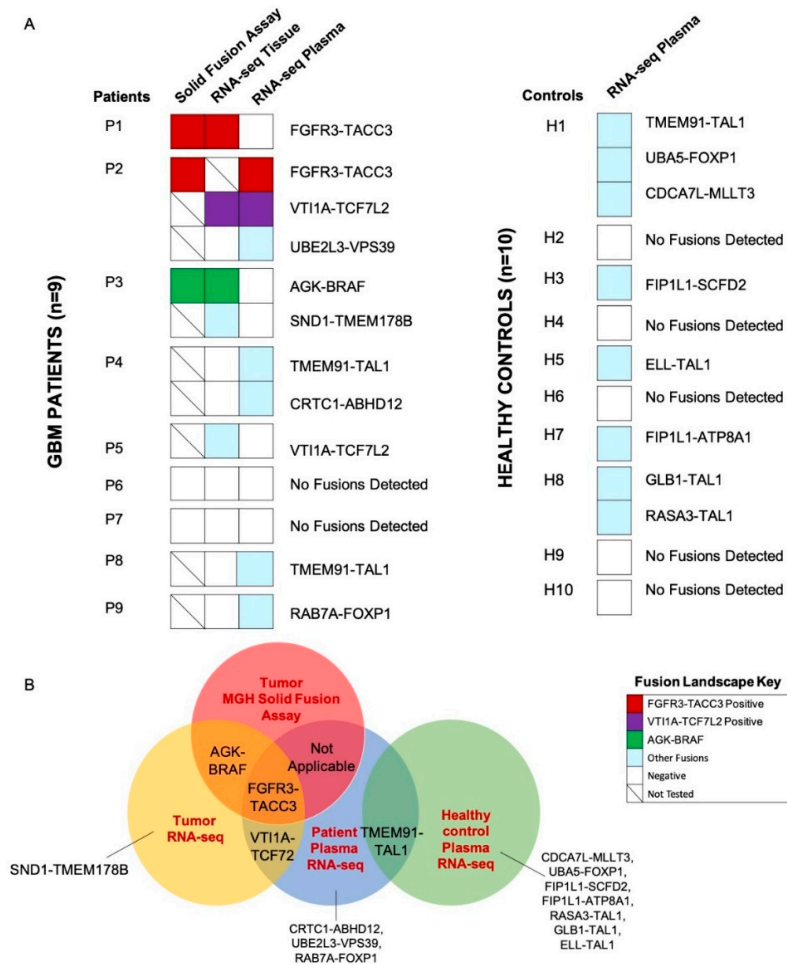 A
Solid Fusion Assay
RNA-seq Tissue
RNA-seq Plasma
Patients
GBM PATIENTS (n=9)
P1
FGFR3-TACC3
P2
FGFR3-TACC3
VTI1A-TCF7L2
UBE2L3-VPS39
P3
AGK-BRAF
SND1-TMEM178B
P4
TMEM91-TAL1
CRTC1-ABHD12
P5
VTI1A-TCF7L2
P6
No Fusions Detected
P7
No Fusions Detected
P8
TMEM91-TAL1
P9
RAB7A-FOXP1
RNA-seq Plasma
Controls
HEALTHY CONTROLS (n=10)
H1
TMEM91-TAL1
UBA5-FOXP1
CDCA7L-MLLT3
H2
No Fusions Detected
H3
FIP1L1-SCFD2
H4
No Fusions Detected
H5
ELL-TAL1
H6
No Fusions Detected
H7
FIP1L1-ATP8A1
H8
GLB1-TAL1
RASA3-TAL1
H9
No Fusions Detected
H10
No Fusions Detected
B
Tumor
MGH Solid Fusion
Assay
AGK-
BRAF
Not
Applicable
FGFR3-
TACC3
Tumor
RNA-seq
VTI1A-
TCF72
Patient
Plasma
RNA-seq
TMEM91-
TAL1
Healthy
control
Plasma
RNA-seq
SND1-TMEM178B
CRTC1-ABHD12,
UBE2L3-VPS39,
RAB7A-FOXP1
CDCA7L-MLLT3,
UBA5-FOXP1,
FIP1L1-SCFD2,
FIP1L1-ATP8A1,
RASA3-TAL1,
GLB1-TAL1,
ELL-TAL1
Fusion Landscape Key
FGFR3-TACC3 Positive
VTI1A-TCF7L2 Positive
AGK-BRAF
Other Fusions
Negative
Not Tested